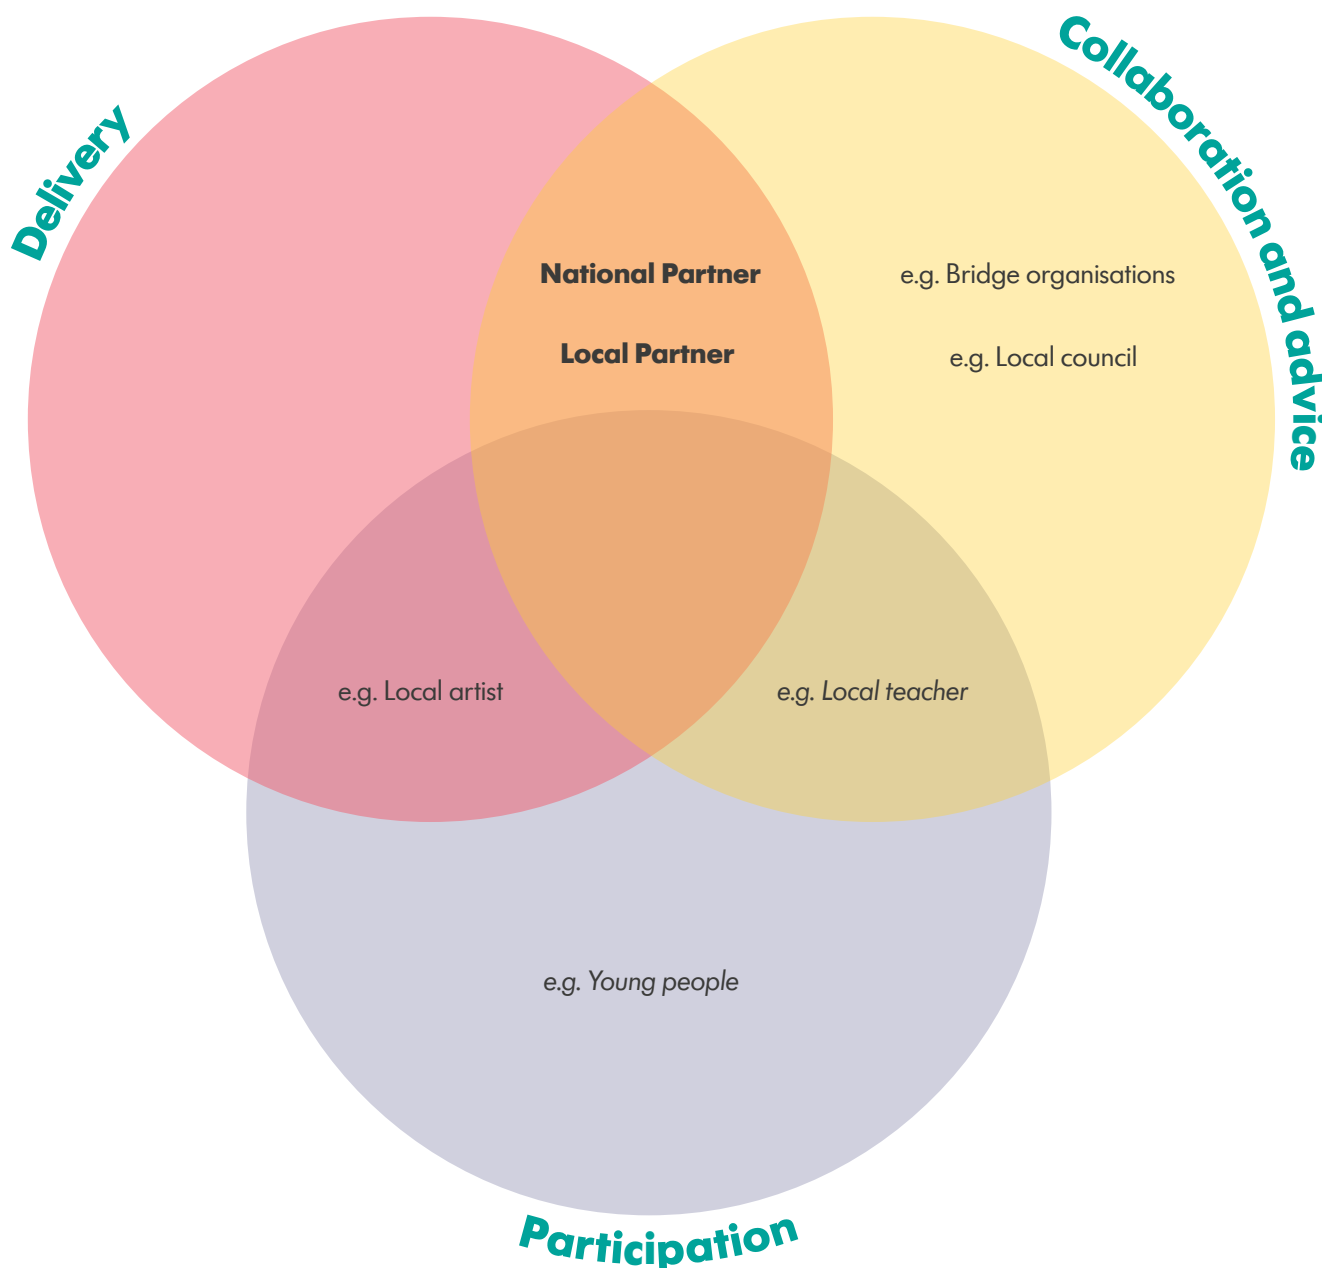 Delivery
Collaboration and advice
National Partner
e.g. Bridge organisations
Local Partner
e.g. Local council
e.g. Local artist
e.g. Local teacher
e.g. Young people
Participation